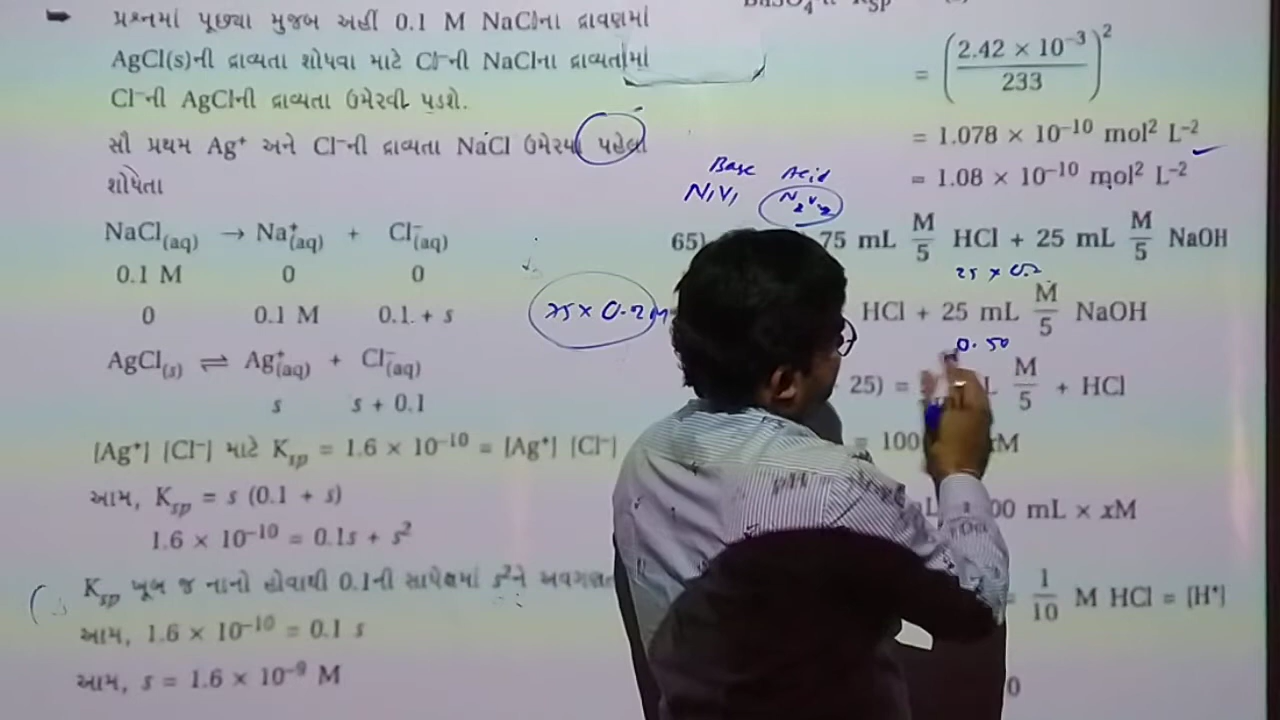 પ્રશ્નમાં પૂછ્યા મુજબ અહીં 0.1 M NaClના દ્રાવણમાં
AgCl(s)ની દ્રાવ્યતા શોધવા માટે Cl⁻ની NaClના દ્રાવ્યતામાં
Cl⁻ની AgClની દ્રાવ્યતા ઉમેરવી પડશે.
સૌ પ્રથમ Ag⁺ અને Cl⁻ની દ્રાવ્યતા NaCl ઉમેરયા પહેલાં
શોધતા
NaCl(aq) → Na⁺(aq) + Cl⁻(aq)
0.1 M 0 0
0 0.1 M 0.1 + s
AgCl(s) ⇌ Ag⁺(aq) + Cl⁻(aq)
s s + 0.1
[Ag⁺] [Cl⁻] માટે Ksp = 1.6 × 10⁻¹⁰ = [Ag⁺] [Cl⁻]
આમ, Ksp = s (0.1 + s)
1.6 × 10⁻¹⁰ = 0.1s + s²
Ksp ખૂબ જ નાનો હોવાથી 0.1ની સાપેક્ષમાં s²ને
આમ, 1.6 × 10⁻¹⁰ = 0.1 s
આમ, s = 1.6 × 10⁻⁹ M
= (2.42 × 10⁻³ / 233)²
= 1.078 × 10⁻¹⁰ mol² L⁻²
= 1.08 × 10⁻¹⁰ mol² L⁻²
Base Acid
N₁V₁ N₂V₂
65) 75 mL M/5 HCl + 25 mL M/5 NaOH
25 × 0.2
75 × 0.2 M
HCl + 25 mL M/5 NaOH
0.50
25) = M/5 + HCl
= 100 xM
00 mL × xM
1/10 M HCl = [H⁺]
0